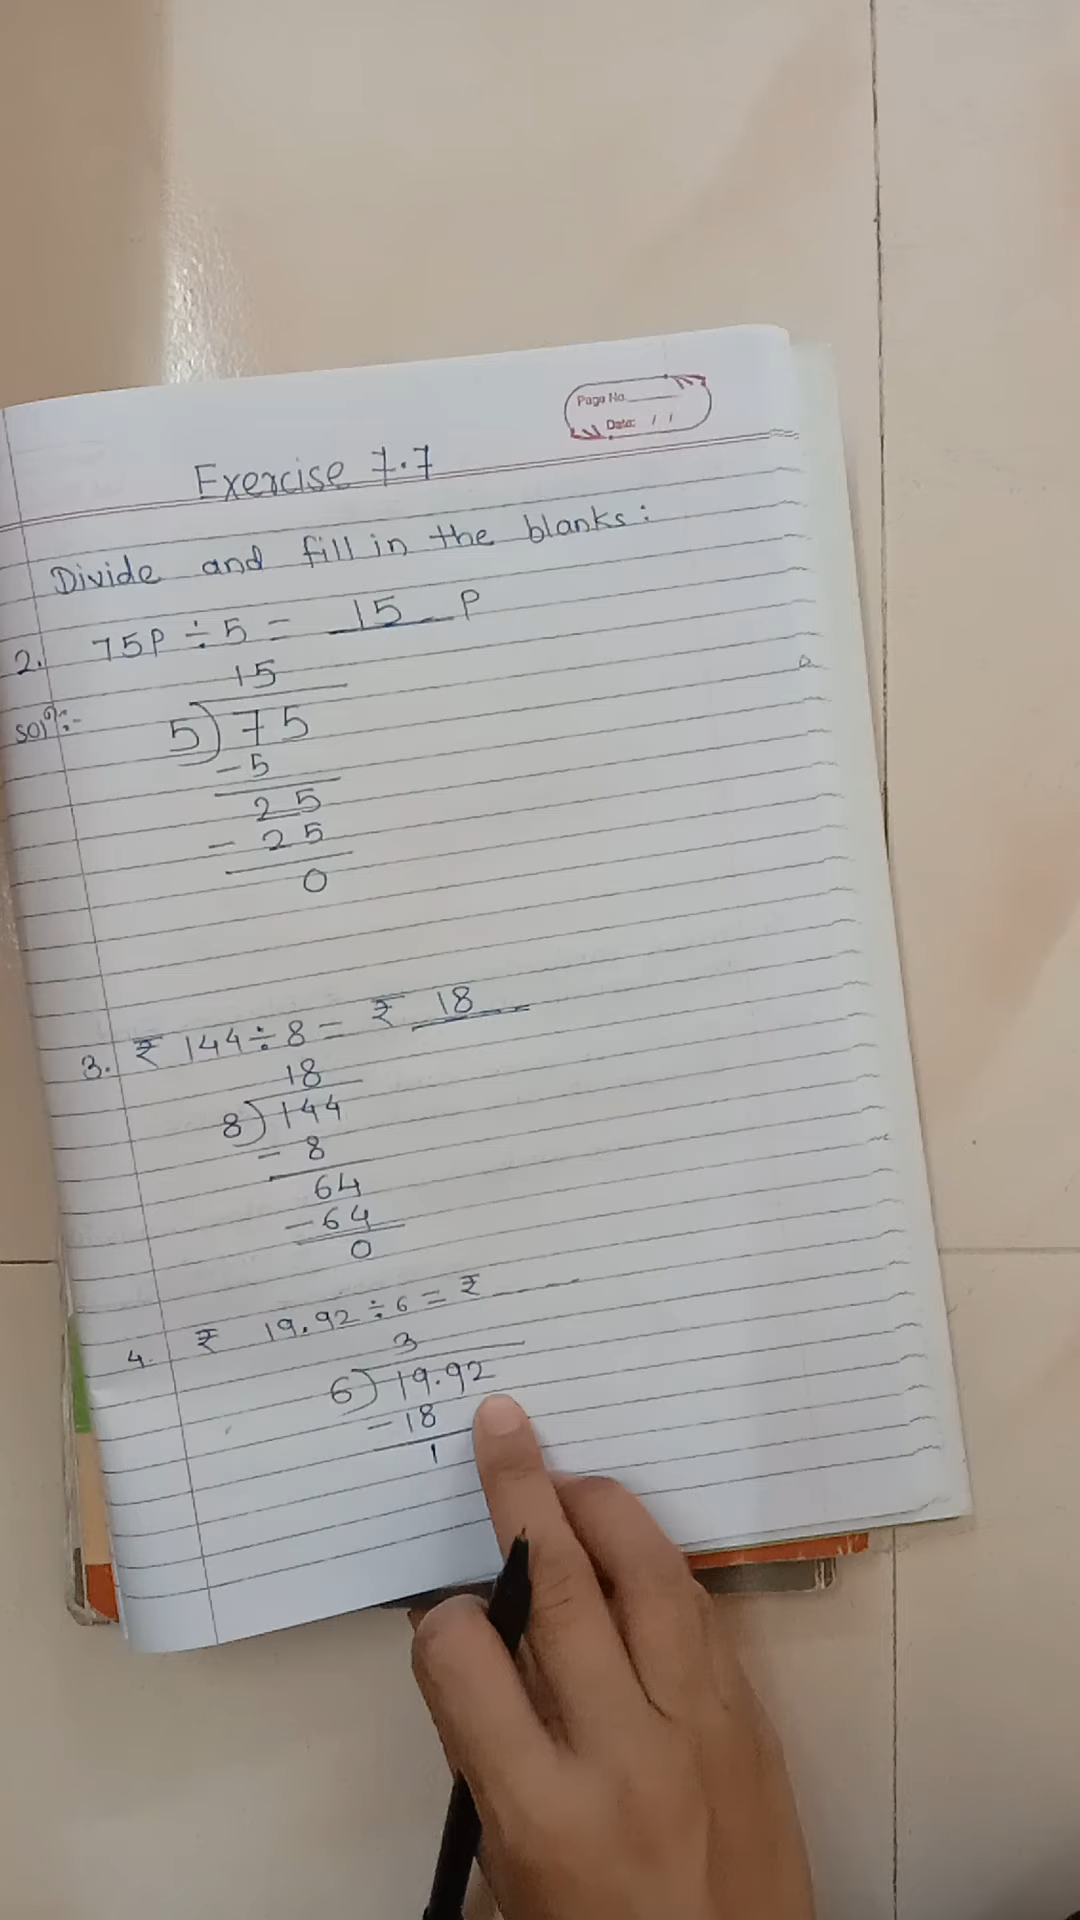 Page No.
Date: / /
Exercise 7.7
Divide and fill in the blanks:
2. 75P ÷ 5 = 15 P
15
Solⁿ:- 5)75
-5
25
- 25
0
3. ₹ 144 ÷ 8 = ₹ 18
18
8)144
- 8
64
-64
0
4. ₹ 19.92 ÷ 6 = ₹ ____
3
6)19.92
-18
1